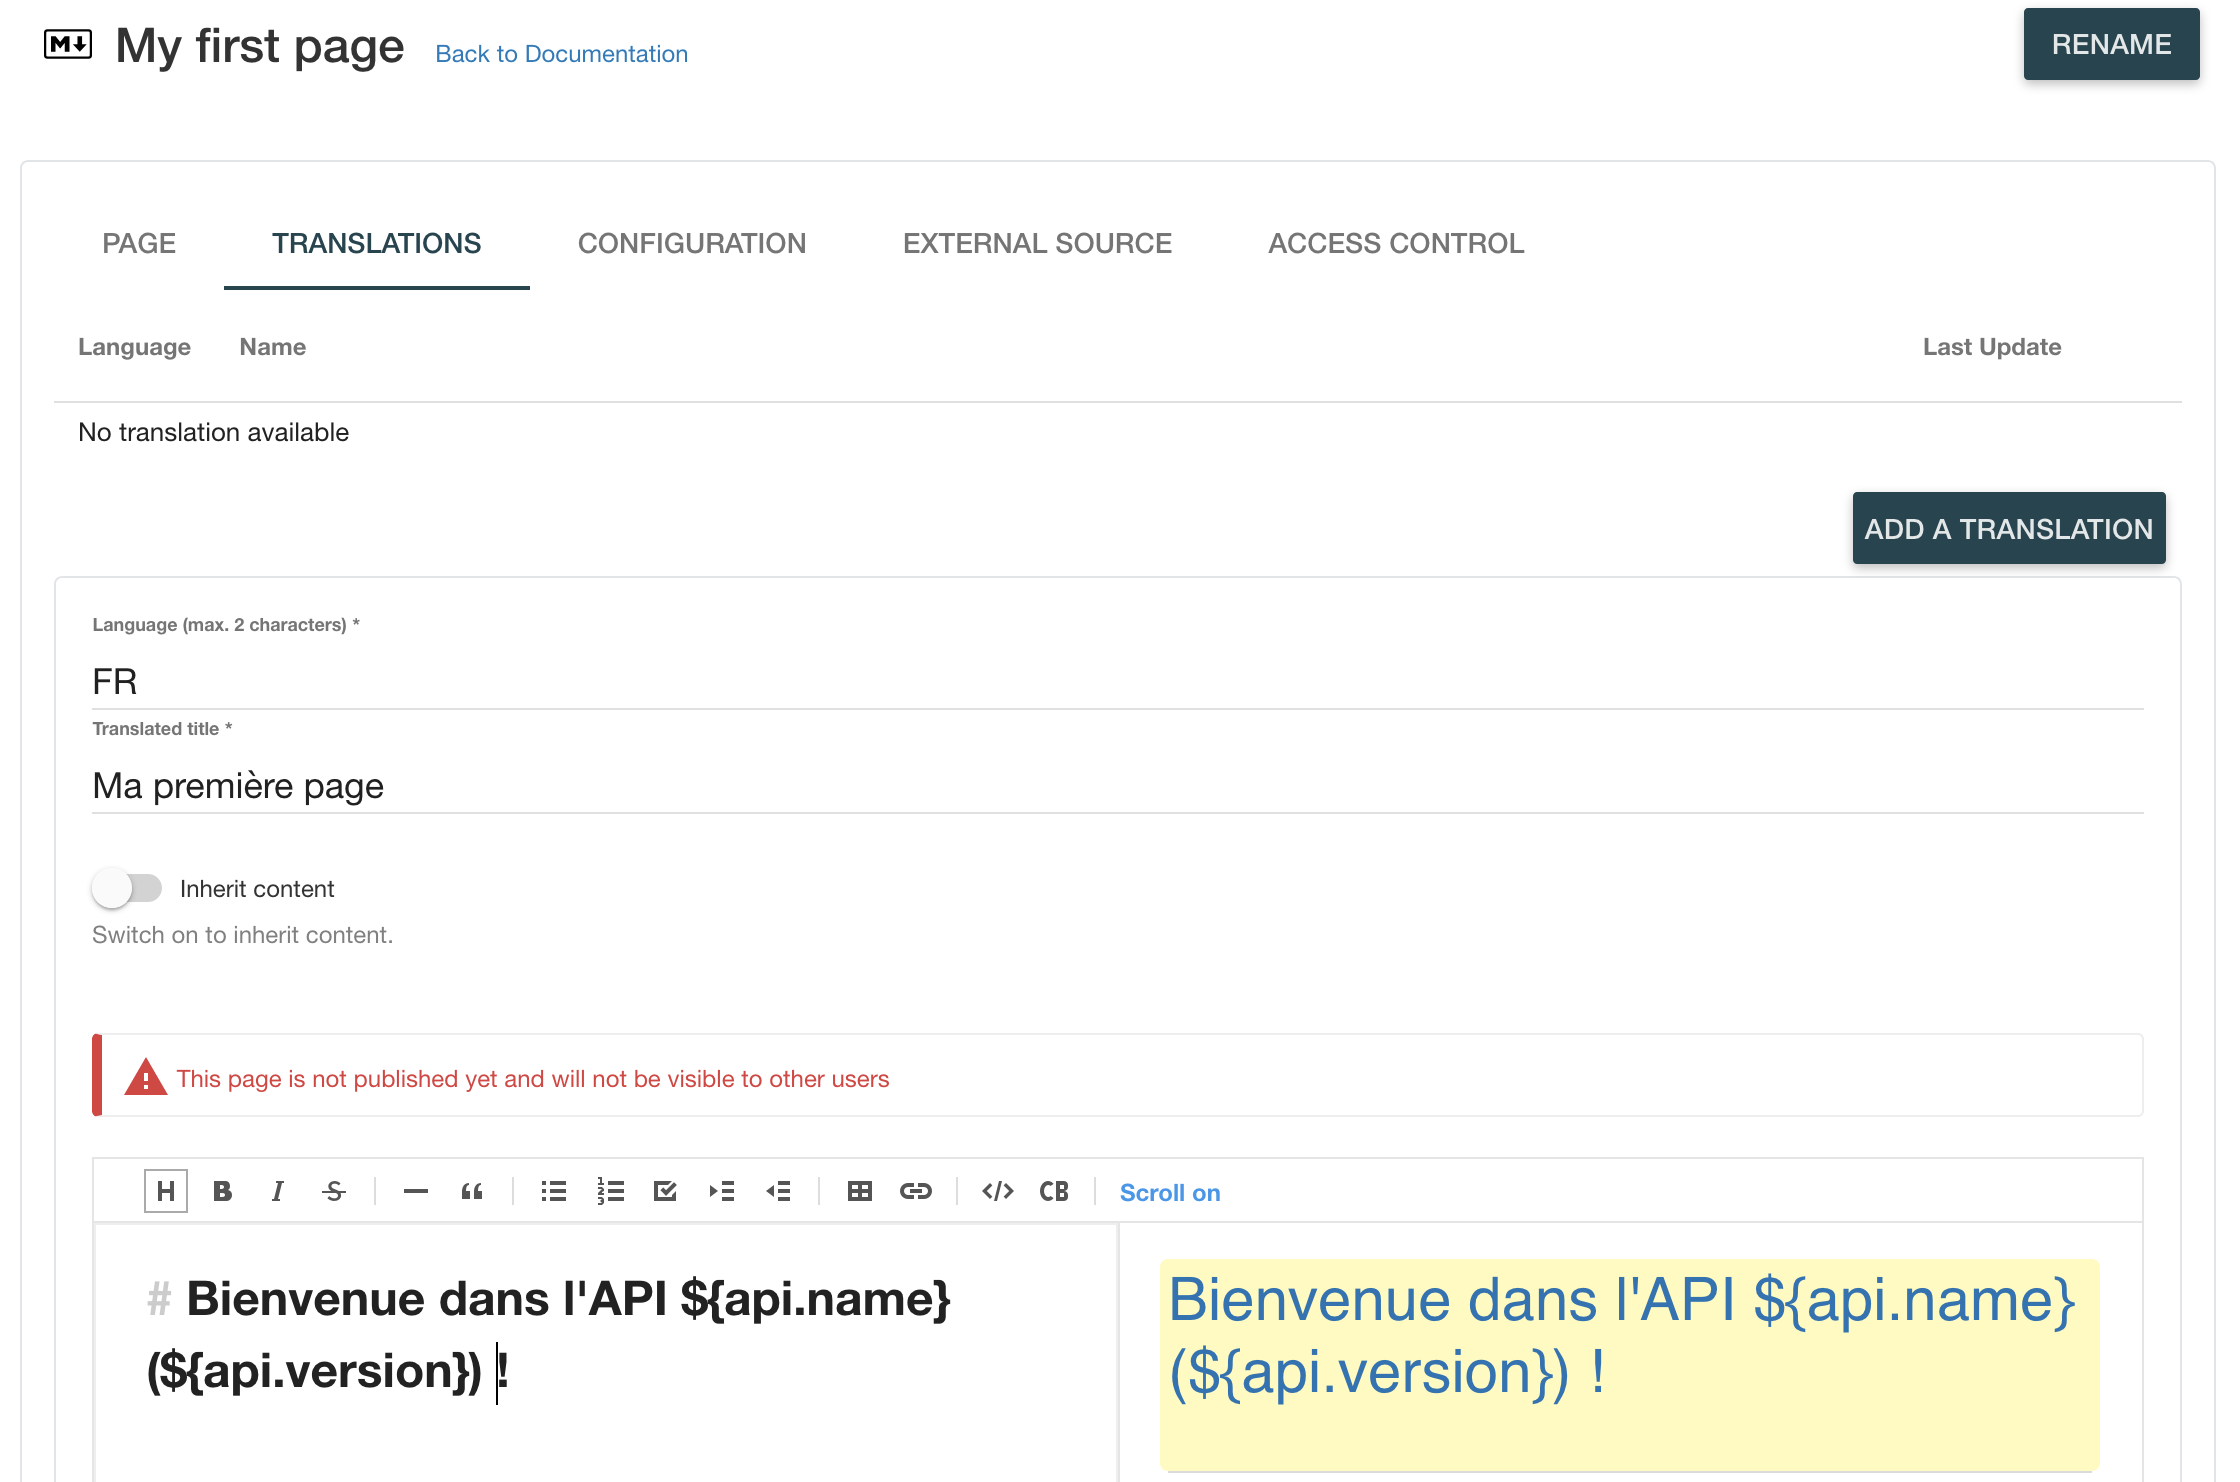 My first page Back to Documentation RENAME
PAGE TRANSLATIONS CONFIGURATION EXTERNAL SOURCE ACCESS CONTROL
Language Name Last Update
No translation available
ADD A TRANSLATION
Language (max. 2 characters) *
FR
Translated title *
Ma première page
Inherit content
Switch on to inherit content.
This page is not published yet and will not be visible to other users
H B I S “ </> CB Scroll on
# Bienvenue dans l'API ${api.name}
(${api.version}) !
Bienvenue dans l'API ${api.name}
(${api.version}) !